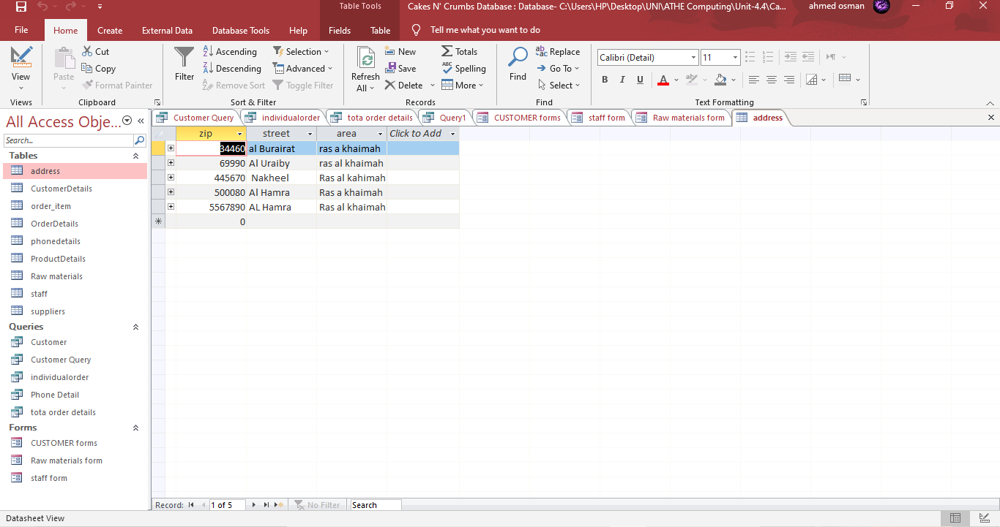 Table Tools Cakes N' Crumbs Database : Database- C:\Users\HP\Desktop\UNI\ATHE Computing\Unit-4.4\Ca... ahmed osman
File Home Create External Data Database Tools Help Fields Table Tell me what you want to do
View
Views
Paste
Cut
Copy
Format Painter
Clipboard
Filter
Ascending
Descending
Remove Sort
Selection
Advanced
Toggle Filter
Sort & Filter
Refresh
All
New
Save
Delete
Totals
Spelling
More
Records
Find
Replace
Go To
Select
Find
Calibri (Detail) 11
B I U A ab
Text Formatting
All Access Obje...
Search...
Tables
address
CustomerDetails
order_item
OrderDetails
phonedetails
ProductDetails
Raw materials
staff
suppliers
Queries
Customer
Customer Query
individualorder
Phone Detail
tota order details
Forms
CUSTOMER forms
Raw materials form
staff form
Customer Query individualorder tota order details Query1 CUSTOMER forms staff form Raw materials form address
zip street area Click to Add
34460 al Burairat ras a khaimah
69990 Al Uraiby ras al khaimah
445670 Nakheel Ras al kahimah
500080 Al Hamra Ras a khaimah
5567890 AL Hamra Ras al khaimah
0
Record: 1 of 5 No Filter Search
Datasheet View